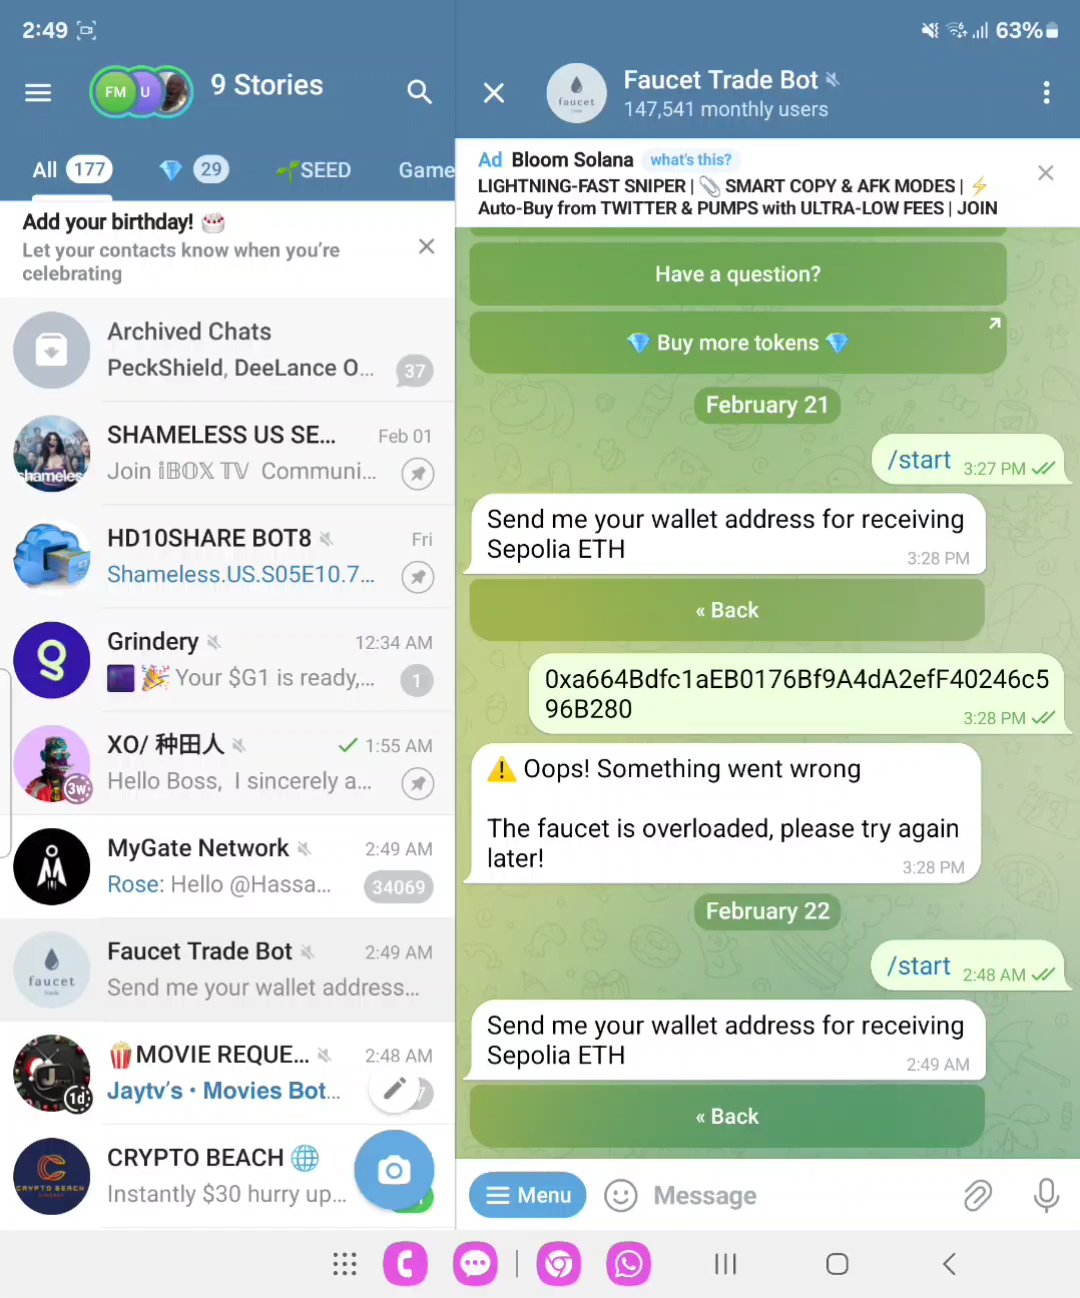 2:49
63%
FM
U
9 Stories
All 177
💎 29
🌱SEED
Game
Add your birthday! 🎂
Let your contacts know when you're
celebrating
Archived Chats
PeckShield, DeeLance O...
37
SHAMELESS US SE...
Feb 01
Join 𝕚𝔹𝕆𝕏 𝕋𝕍 Communi...
shameless
HD10SHARE BOT8
Fri
Shameless.US.S05E10.7...
Grindery
12:34 AM
🎉 Your $G1 is ready,...
1
XO/ 种田人
1:55 AM
Hello Boss, I sincerely a...
3w
MyGate Network
2:49 AM
Rose: Hello @Hassa...
34069
Faucet Trade Bot
2:49 AM
Send me your wallet address...
faucet
🍿MOVIE REQUE...
2:48 AM
Jaytv's • Movies Bot...
J
1d
CRYPTO BEACH 🌐
Instantly $30 hurry up...
CRYPTO BEACH
faucet
Faucet Trade Bot
147,541 monthly users
Ad Bloom Solana what's this?
LIGHTNING-FAST SNIPER | 📎 SMART COPY & AFK MODES | ⚡
Auto-Buy from TWITTER & PUMPS with ULTRA-LOW FEES | JOIN
Have a question?
💎 Buy more tokens 💎
February 21
/start 3:27 PM
Send me your wallet address for receiving
Sepolia ETH
3:28 PM
« Back
0xa664Bdfc1aEB0176Bf9A4dA2efF40246c5
96B280
3:28 PM
⚠️ Oops! Something went wrong
The faucet is overloaded, please try again
later!
3:28 PM
February 22
/start 2:48 AM
Send me your wallet address for receiving
Sepolia ETH
2:49 AM
« Back
Menu
Message